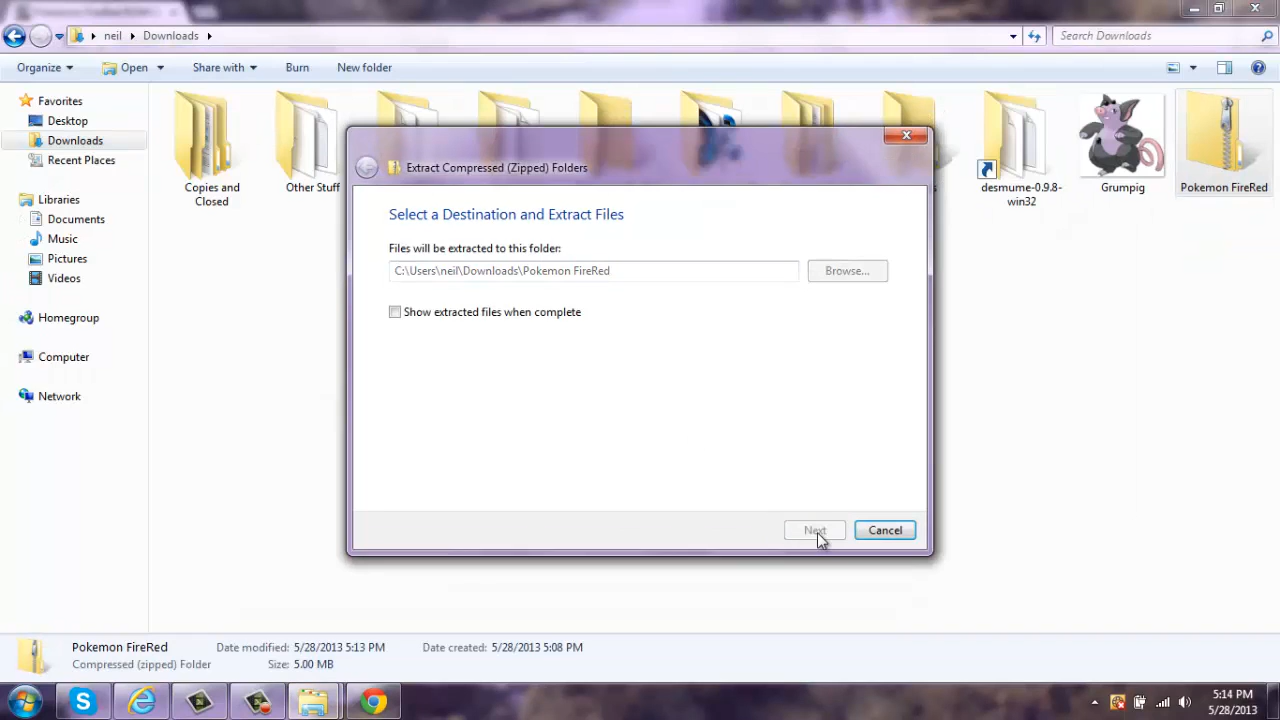 neil
Downloads
Search Downloads
Organize
Open
Share with
Burn
New folder
Favorites
Desktop
Downloads
Recent Places
Libraries
Documents
Music
Pictures
Videos
Homegroup
Computer
Network
Copies and
Closed
Other Stuff
desmume-0.9.8-
win32
Grumpig
Pokemon FireRed
Extract Compressed (Zipped) Folders
Select a Destination and Extract Files
Files will be extracted to this folder:
C:\Users\neil\Downloads\Pokemon FireRed
Browse...
Show extracted files when complete
Next
Cancel
Pokemon FireRed
Date modified: 5/28/2013 5:13 PM
Date created: 5/28/2013 5:08 PM
Compressed (zipped) Folder
Size: 5.00 MB
5:14 PM
5/28/2013